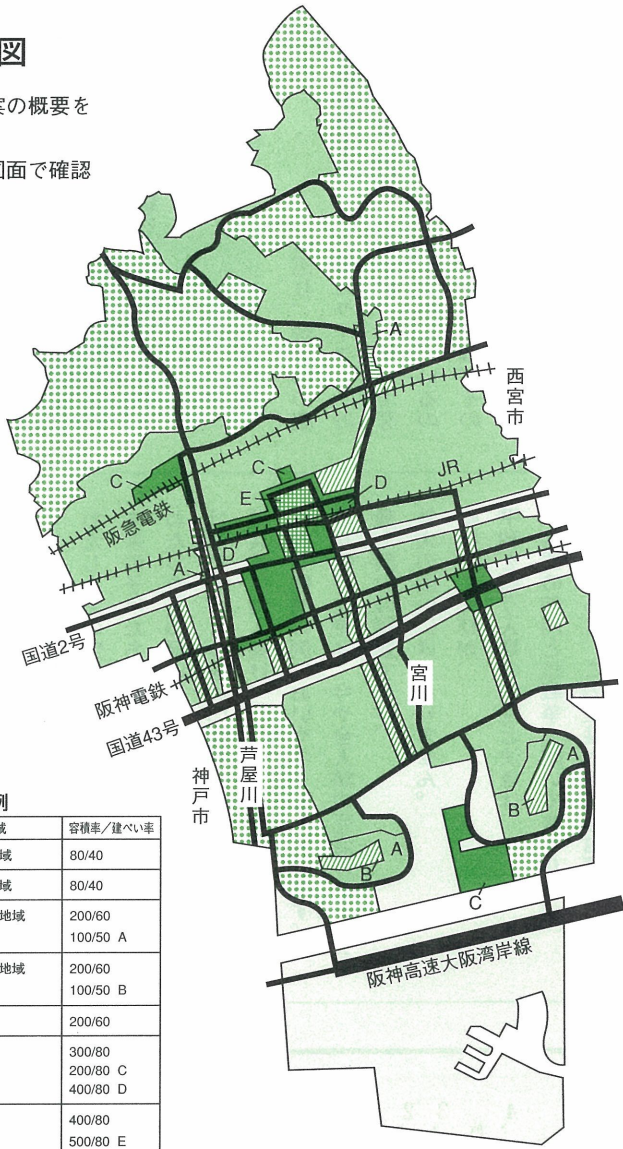 図
案の概要を
図面で確認
A
西宮市
C
C
JR
D
E
阪急電鉄
D
A
国道2号
阪神電鉄
宮川
国道43号
芦屋川
神戸市
A
B
A
B
C
阪神高速大阪湾岸線
例
域
容積率/建ぺい率
域
80/40
域
80/40
地域
200/60
100/50 A
地域
200/60
100/50 B
200/60
300/80
200/80 C
400/80 D
400/80
500/80 E